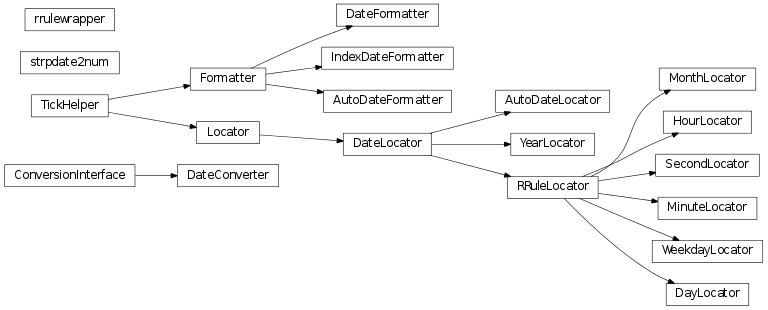 rrulewrapper
strpdate2num
TickHelper
ConversionInterface
Formatter
Locator
DateConverter
DateFormatter
IndexDateFormatter
AutoDateFormatter
DateLocator
AutoDateLocator
YearLocator
RRuleLocator
MonthLocator
HourLocator
SecondLocator
MinuteLocator
WeekdayLocator
DayLocator